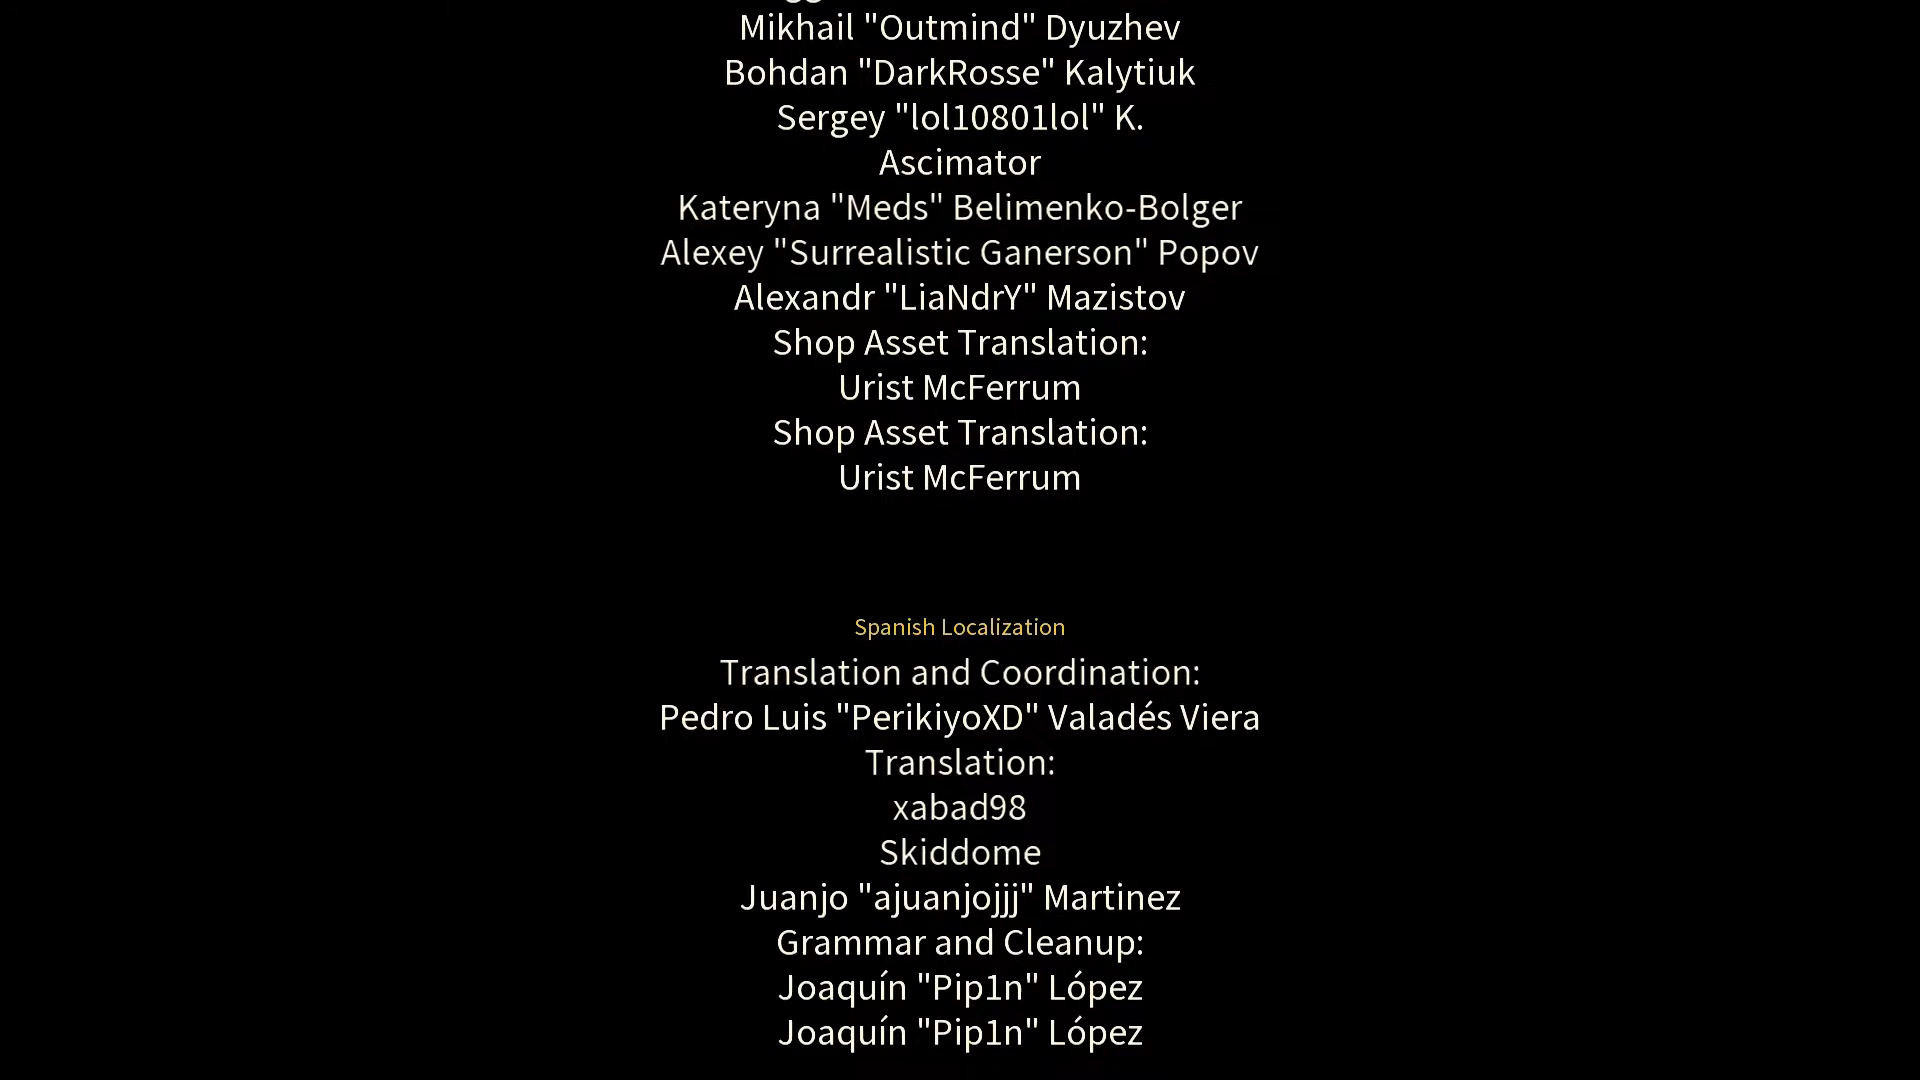 Mikhail "Outmind" Dyuzhev
Bohdan "DarkRosse" Kalytiuk
Sergey "lol10801lol" K.
Ascimator
Kateryna "Meds" Belimenko-Bolger
Alexey "Surrealistic Ganerson" Popov
Alexandr "LiaNdrY" Mazistov
Shop Asset Translation:
Urist McFerrum
Shop Asset Translation:
Urist McFerrum
Spanish Localization
Translation and Coordination:
Pedro Luis "PerikiyoXD" Valadés Viera
Translation:
xabad98
Skiddome
Juanjo "ajuanjojjj" Martinez
Grammar and Cleanup:
Joaquín "Pip1n" López
Joaquín "Pip1n" López